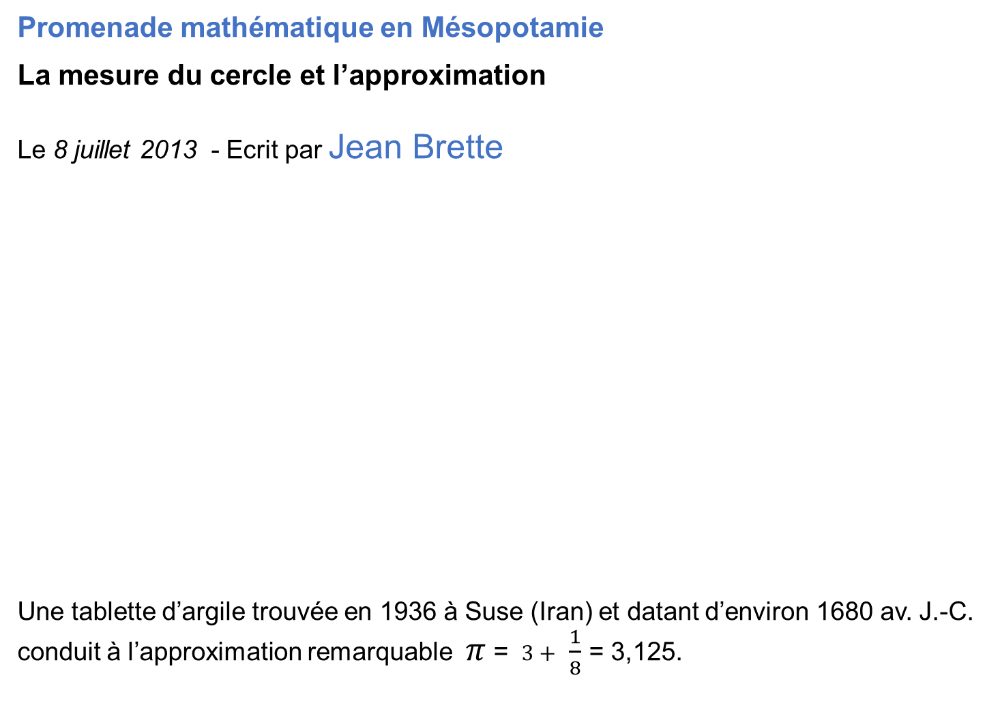 Promenade mathématique en Mésopotamie
La mesure du cercle et l’approximation
Le 8 juillet 2013 - Ecrit par Jean Brette
Une tablette d’argile trouvée en 1936 à Suse (Iran) et datant d’environ 1680 av. J.-C.
conduit à l’approximation remarquable π = 3 + 1/8 = 3,125.